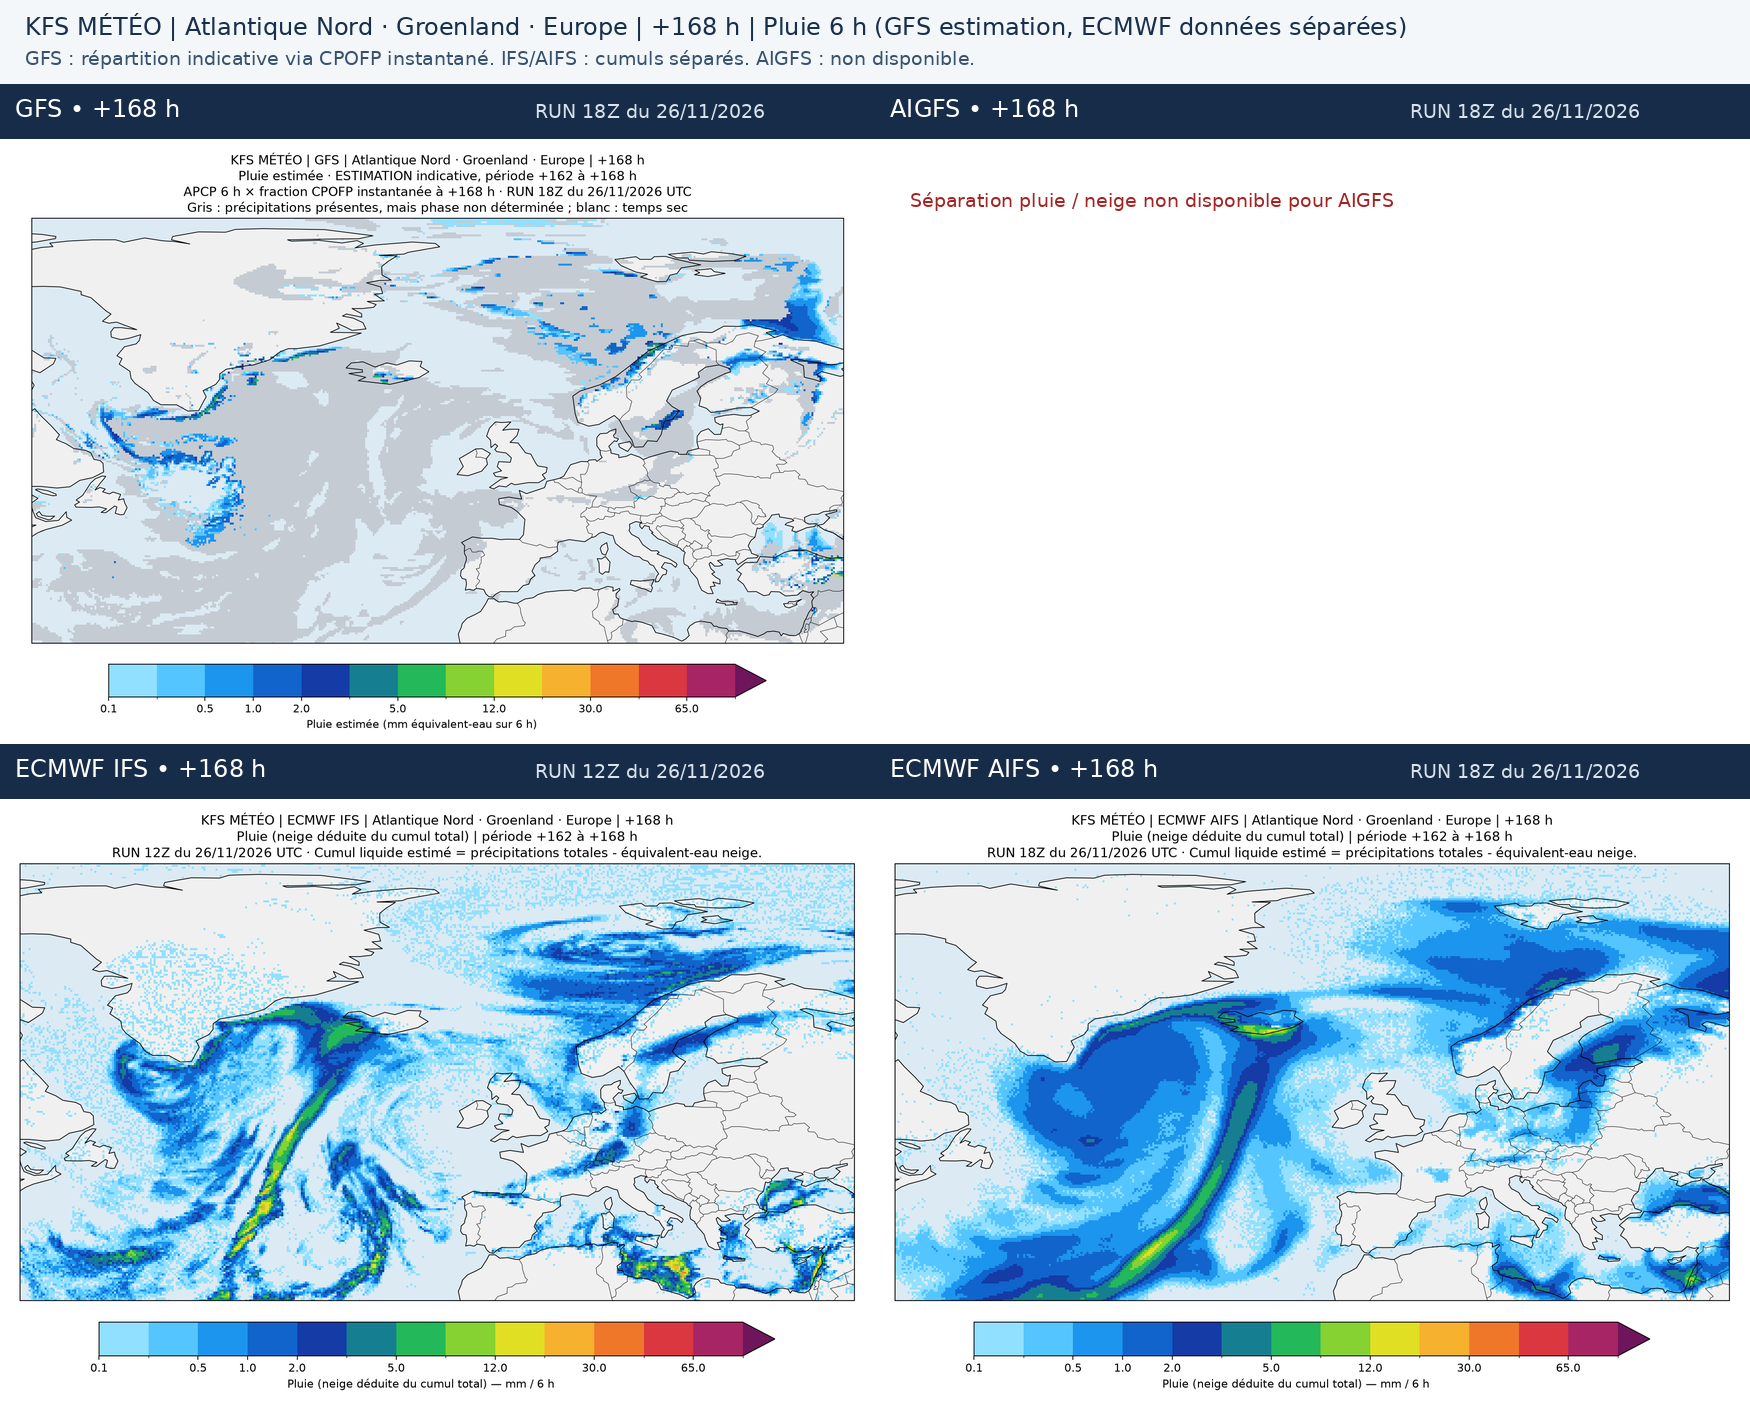 KFS MÉTÉO | Atlantique Nord · Groenland · Europe | +168 h | Pluie 6 h (GFS estimation, ECMWF données séparées)
GFS : répartition indicative via CPOFP instantané. IFS/AIFS : cumuls séparés. AIGFS : non disponible.
GFS • +168 h
RUN 18Z du 26/11/2026
AIGFS • +168 h
RUN 18Z du 26/11/2026
KFS MÉTÉO | GFS | Atlantique Nord · Groenland · Europe | +168 h
Pluie estimée · ESTIMATION indicative, période +162 à +168 h
APCP 6 h × fraction CPOFP instantanée à +168 h · RUN 18Z du 26/11/2026 UTC
Gris : précipitations présentes, mais phase non déterminée ; blanc : temps sec
Séparation pluie / neige non disponible pour AIGFS
0.1 0.5 1.0 2.0 5.0 12.0 30.0 65.0
Pluie estimée (mm équivalent-eau sur 6 h)
ECMWF IFS • +168 h
RUN 12Z du 26/11/2026
ECMWF AIFS • +168 h
RUN 18Z du 26/11/2026
KFS MÉTÉO | ECMWF IFS | Atlantique Nord · Groenland · Europe | +168 h
Pluie (neige déduite du cumul total) | période +162 à +168 h
RUN 12Z du 26/11/2026 UTC · Cumul liquide estimé = précipitations totales - équivalent-eau neige.
KFS MÉTÉO | ECMWF AIFS | Atlantique Nord · Groenland · Europe | +168 h
Pluie (neige déduite du cumul total) | période +162 à +168 h
RUN 18Z du 26/11/2026 UTC · Cumul liquide estimé = précipitations totales - équivalent-eau neige.
0.1 0.5 1.0 2.0 5.0 12.0 30.0 65.0
Pluie (neige déduite du cumul total) — mm / 6 h
0.1 0.5 1.0 2.0 5.0 12.0 30.0 65.0
Pluie (neige déduite du cumul total) — mm / 6 h